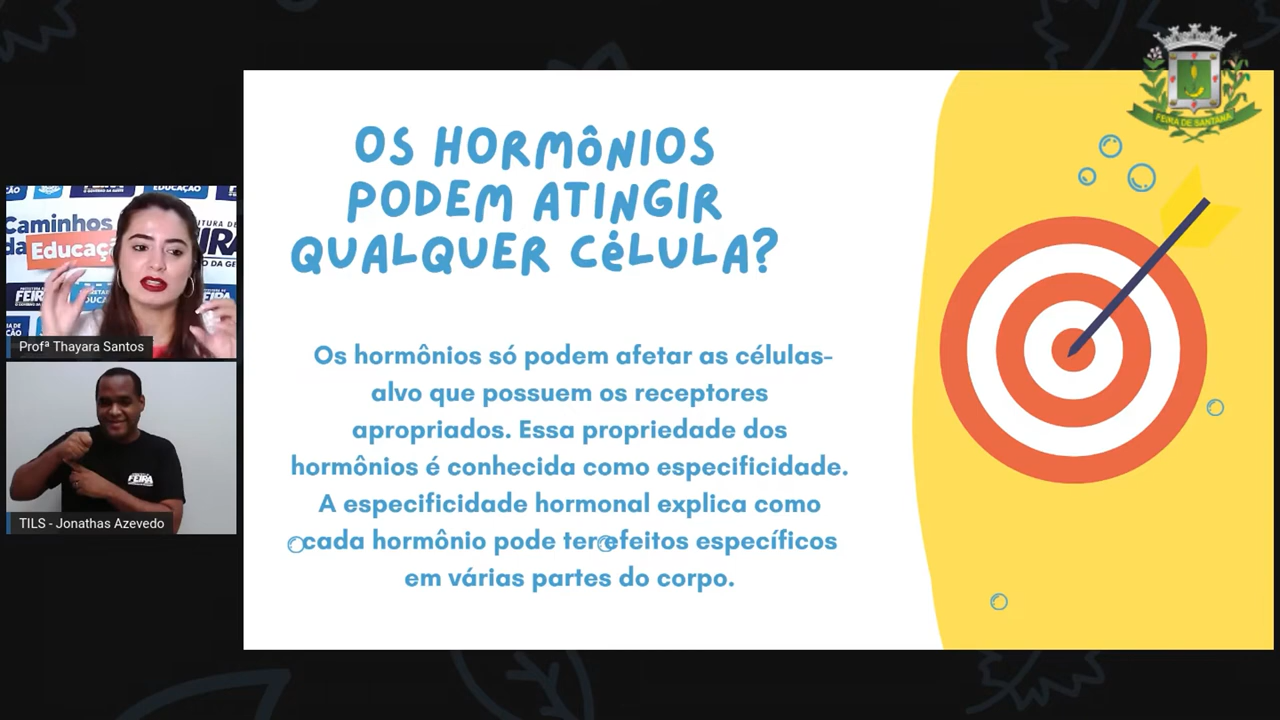 FEIRA DE SANTANA
OS HORMÔNIOS
PODEM ATINGIR
QUALQUER CÉLULA?
Os hormônios só podem afetar as células-
alvo que possuem os receptores
apropriados. Essa propriedade dos
hormônios é conhecida como especificidade.
A especificidade hormonal explica como
cada hormônio pode ter efeitos específicos
em várias partes do corpo.
Caminhos
da Educaç
EDUCAÇÃO
FEIRA
Profª Thayara Santos
FEIRA
TILS - Jonathas Azevedo